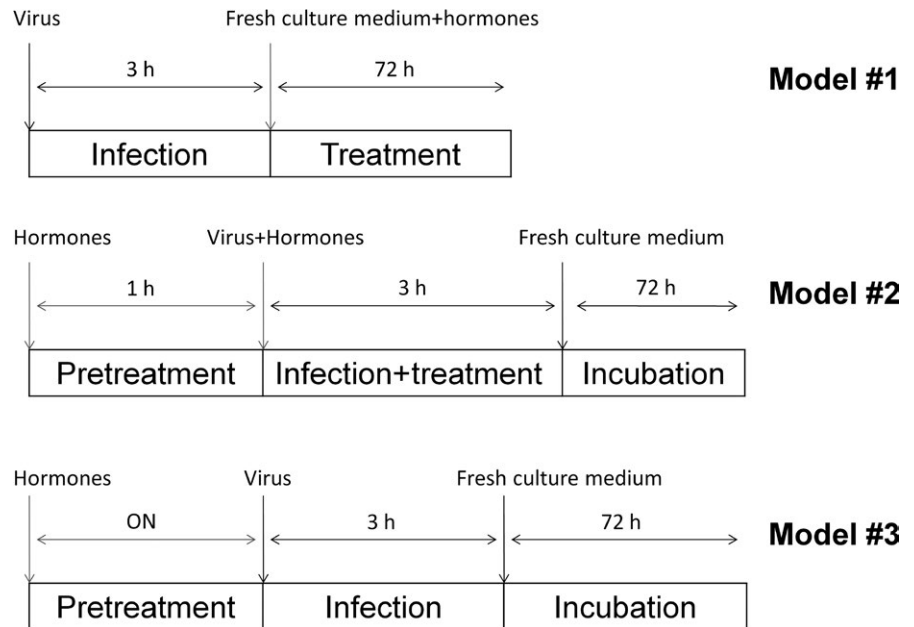 Virus Fresh culture medium+hormones
3 h 72 h
Model #1
Infection Treatment
Hormones Virus+Hormones Fresh culture medium
1 h 3 h 72 h
Model #2
Pretreatment Infection+treatment Incubation
Hormones Virus Fresh culture medium
ON 3 h 72 h
Model #3
Pretreatment Infection Incubation